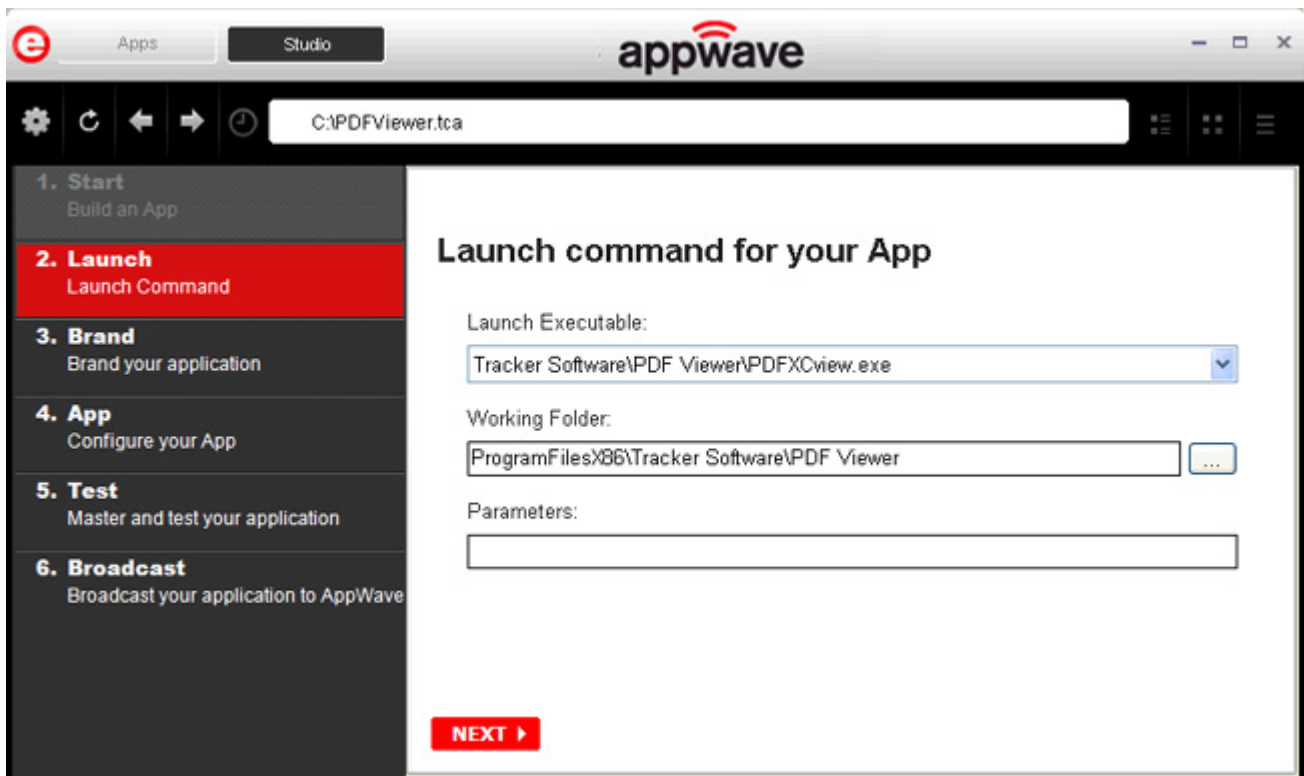 e
Apps
Studio
appwave
C:\PDFViewer.tca
1. Start
Build an App
2. Launch
Launch Command
3. Brand
Brand your application
4. App
Configure your App
5. Test
Master and test your application
6. Broadcast
Broadcast your application to AppWave
Launch command for your App
Launch Executable:
Tracker Software\PDF Viewer\PDFXCview.exe
Working Folder:
ProgramFilesX86\Tracker Software\PDF Viewer
...
Parameters:
NEXT